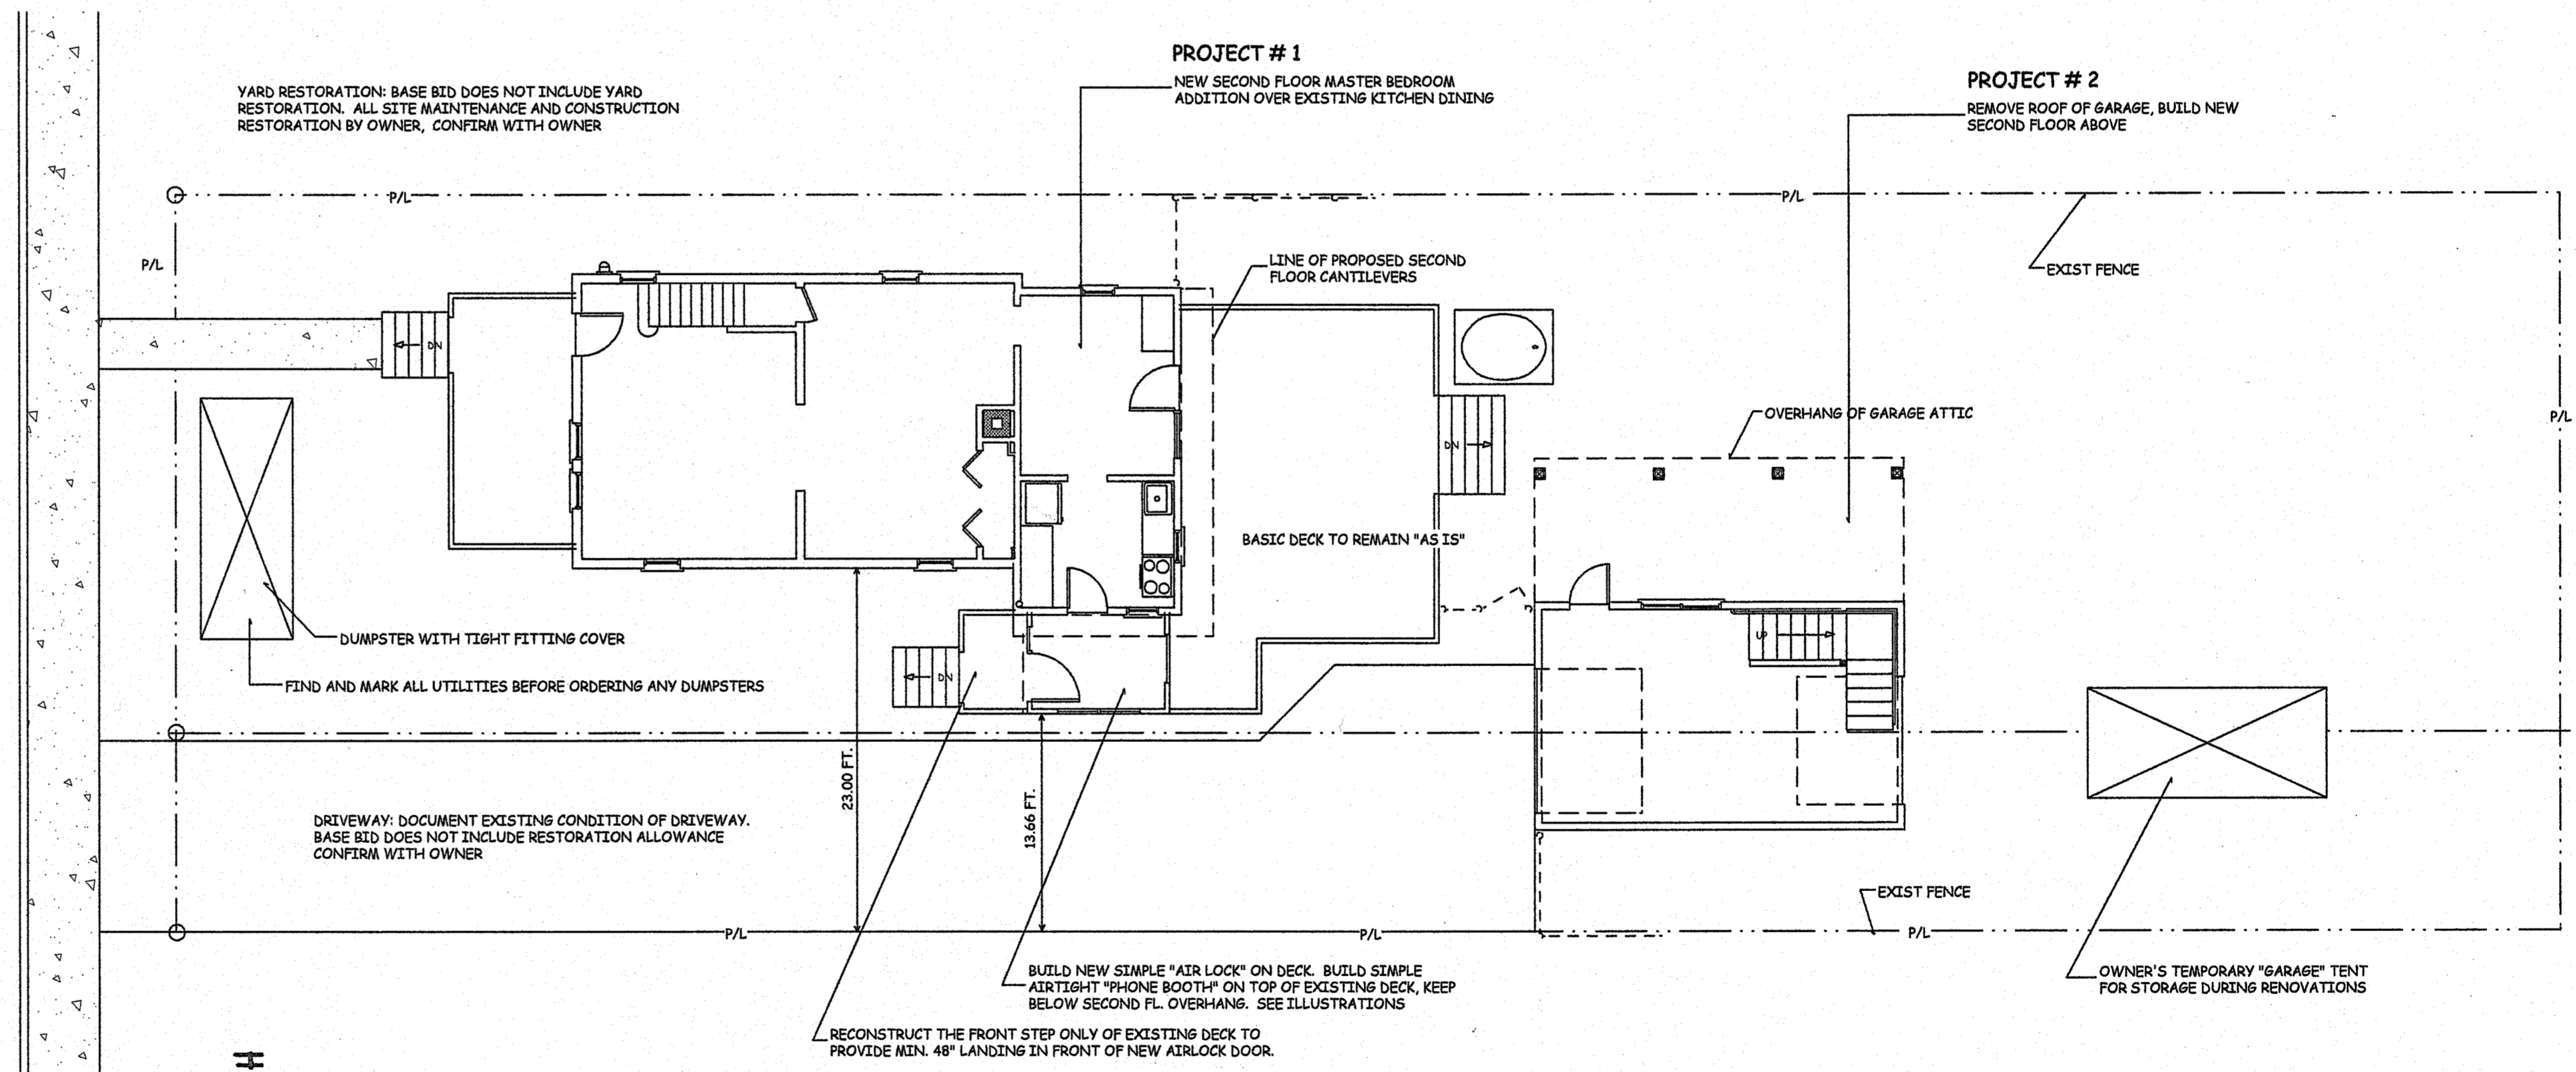 PROJECT # 1
NEW SECOND FLOOR MASTER BEDROOM
ADDITION OVER EXISTING KITCHEN DINING
PROJECT # 2
REMOVE ROOF OF GARAGE, BUILD NEW
SECOND FLOOR ABOVE
YARD RESTORATION: BASE BID DOES NOT INCLUDE YARD
RESTORATION. ALL SITE MAINTENANCE AND CONSTRUCTION
RESTORATION BY OWNER, CONFIRM WITH OWNER
P/L
P/L
P/L
LINE OF PROPOSED SECOND
FLOOR CANTILEVERS
EXIST FENCE
DN
OVERHANG OF GARAGE ATTIC
P/L
DN
BASIC DECK TO REMAIN "AS IS"
DUMPSTER WITH TIGHT FITTING COVER
UP
FIND AND MARK ALL UTILITIES BEFORE ORDERING ANY DUMPSTERS
DN
23.00 FT.
13.66 FT.
DRIVEWAY: DOCUMENT EXISTING CONDITION OF DRIVEWAY.
BASE BID DOES NOT INCLUDE RESTORATION ALLOWANCE
CONFIRM WITH OWNER
EXIST FENCE
P/L
P/L
P/L
BUILD NEW SIMPLE "AIR LOCK" ON DECK. BUILD SIMPLE
AIRTIGHT "PHONE BOOTH" ON TOP OF EXISTING DECK, KEEP
BELOW SECOND FL. OVERHANG. SEE ILLUSTRATIONS
OWNER'S TEMPORARY "GARAGE" TENT
FOR STORAGE DURING RENOVATIONS
RECONSTRUCT THE FRONT STEP ONLY OF EXISTING DECK TO
PROVIDE MIN. 48" LANDING IN FRONT OF NEW AIRLOCK DOOR.